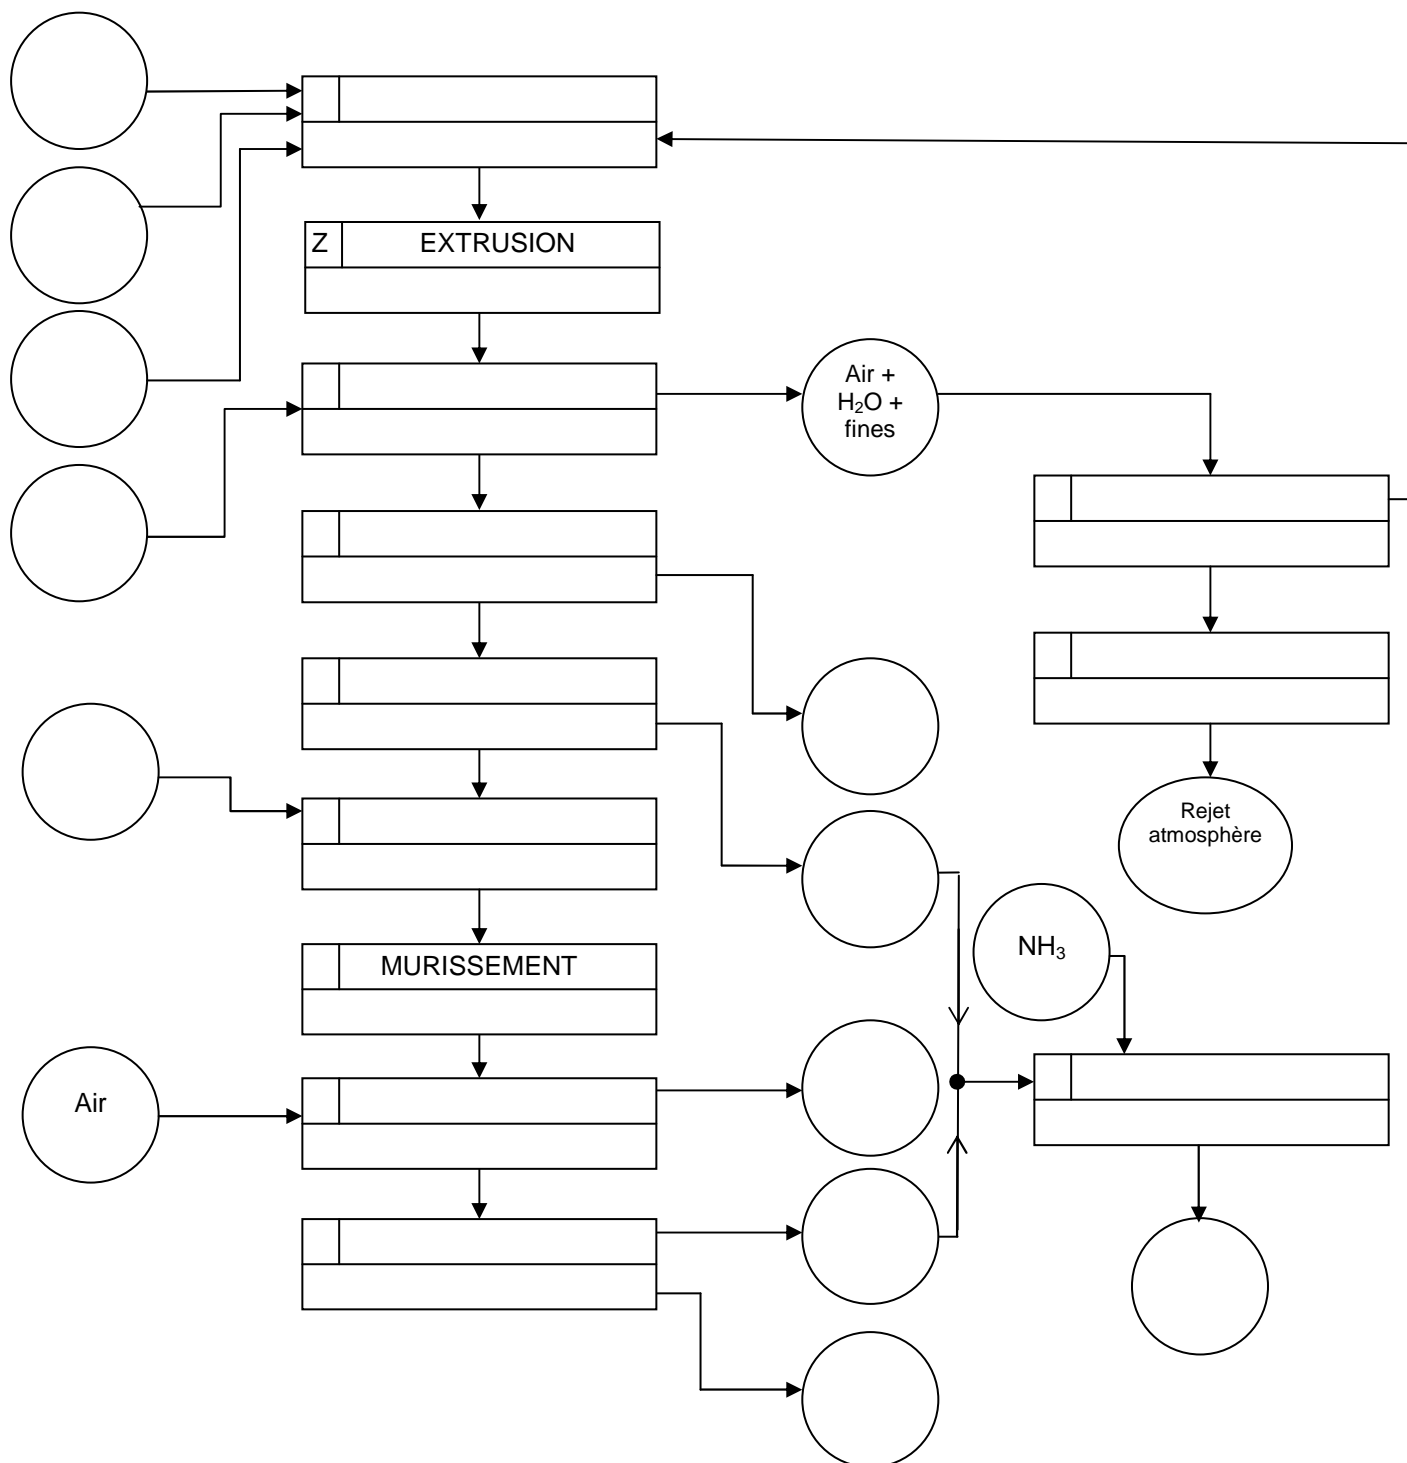 Z EXTRUSION
Air +
H₂O +
fines
Rejet
atmosphère
MURISSEMENT
NH₃
Air